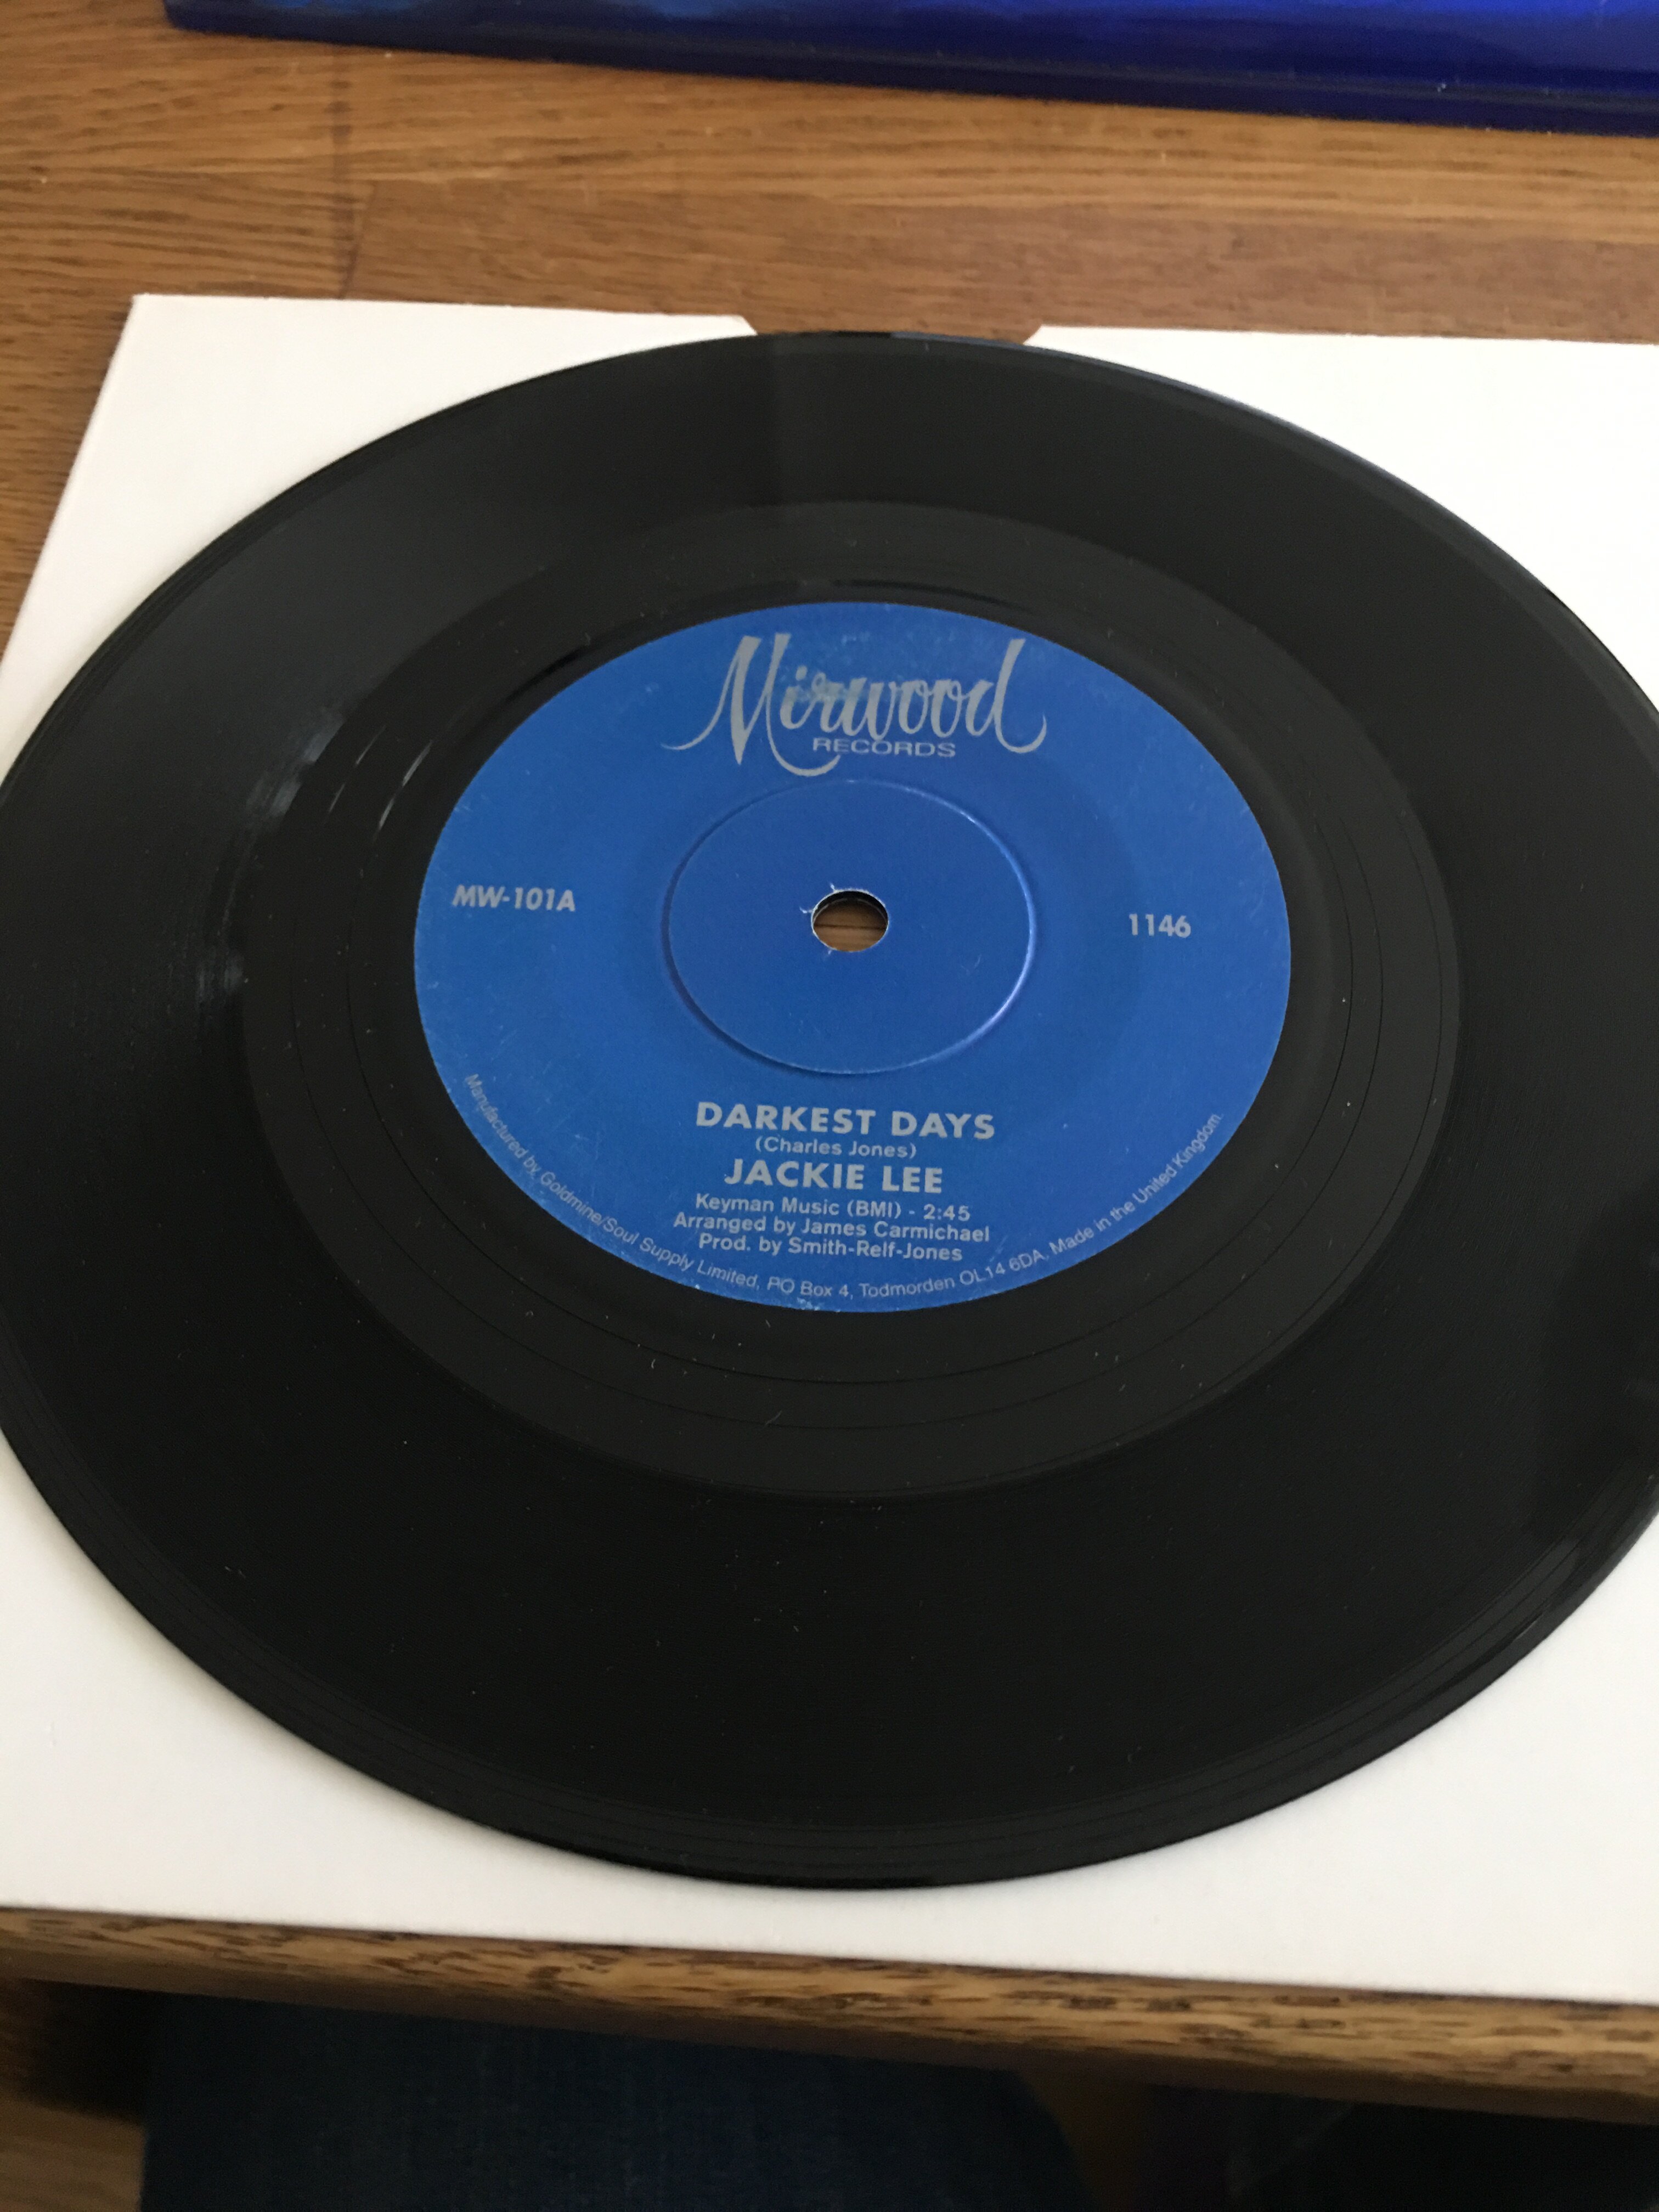 Mirwood
RECORDS
MW-101A
1146
DARKEST DAYS
(Charles Jones)
JACKIE LEE
Keyman Music (BMI) - 2:45
Arranged by James Carmichael
Prod. by Smith-Relf-Jones
Manufactured by Goldmine/Soul Supply Limited, PO Box 4, Todmorden OL14 6DA. Made in the United Kingdom.